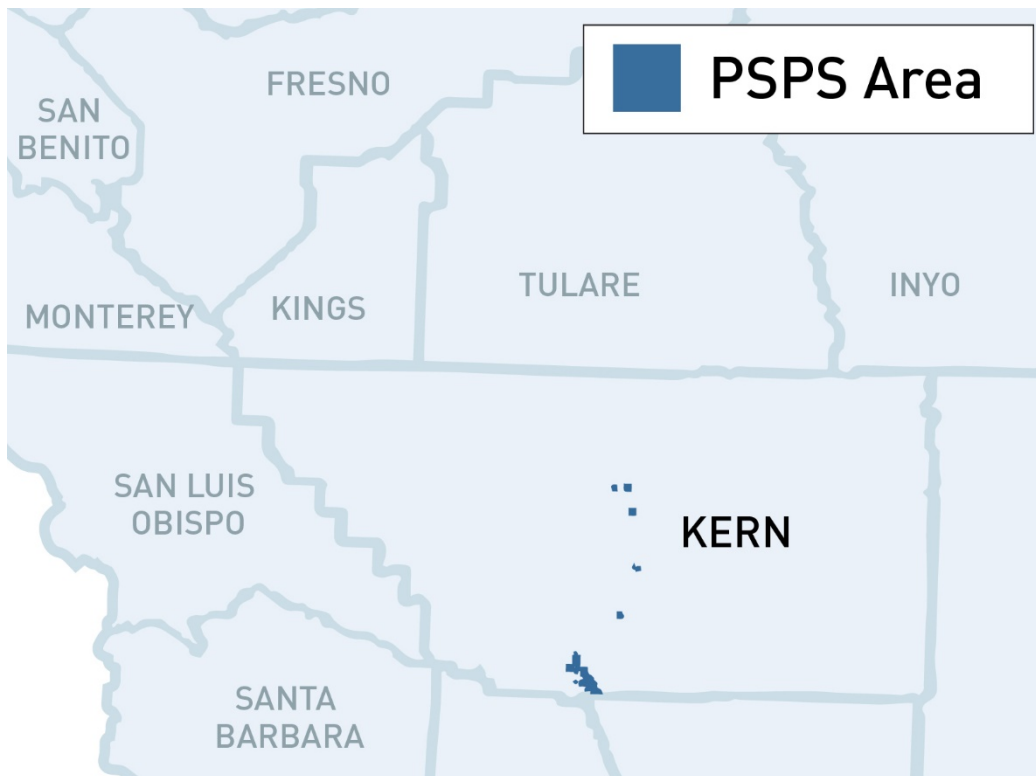 PSPS Area
FRESNO
SAN
BENITO
TULARE
INYO
KINGS
MONTEREY
SAN LUIS
OBISPO
KERN
SANTA
BARBARA